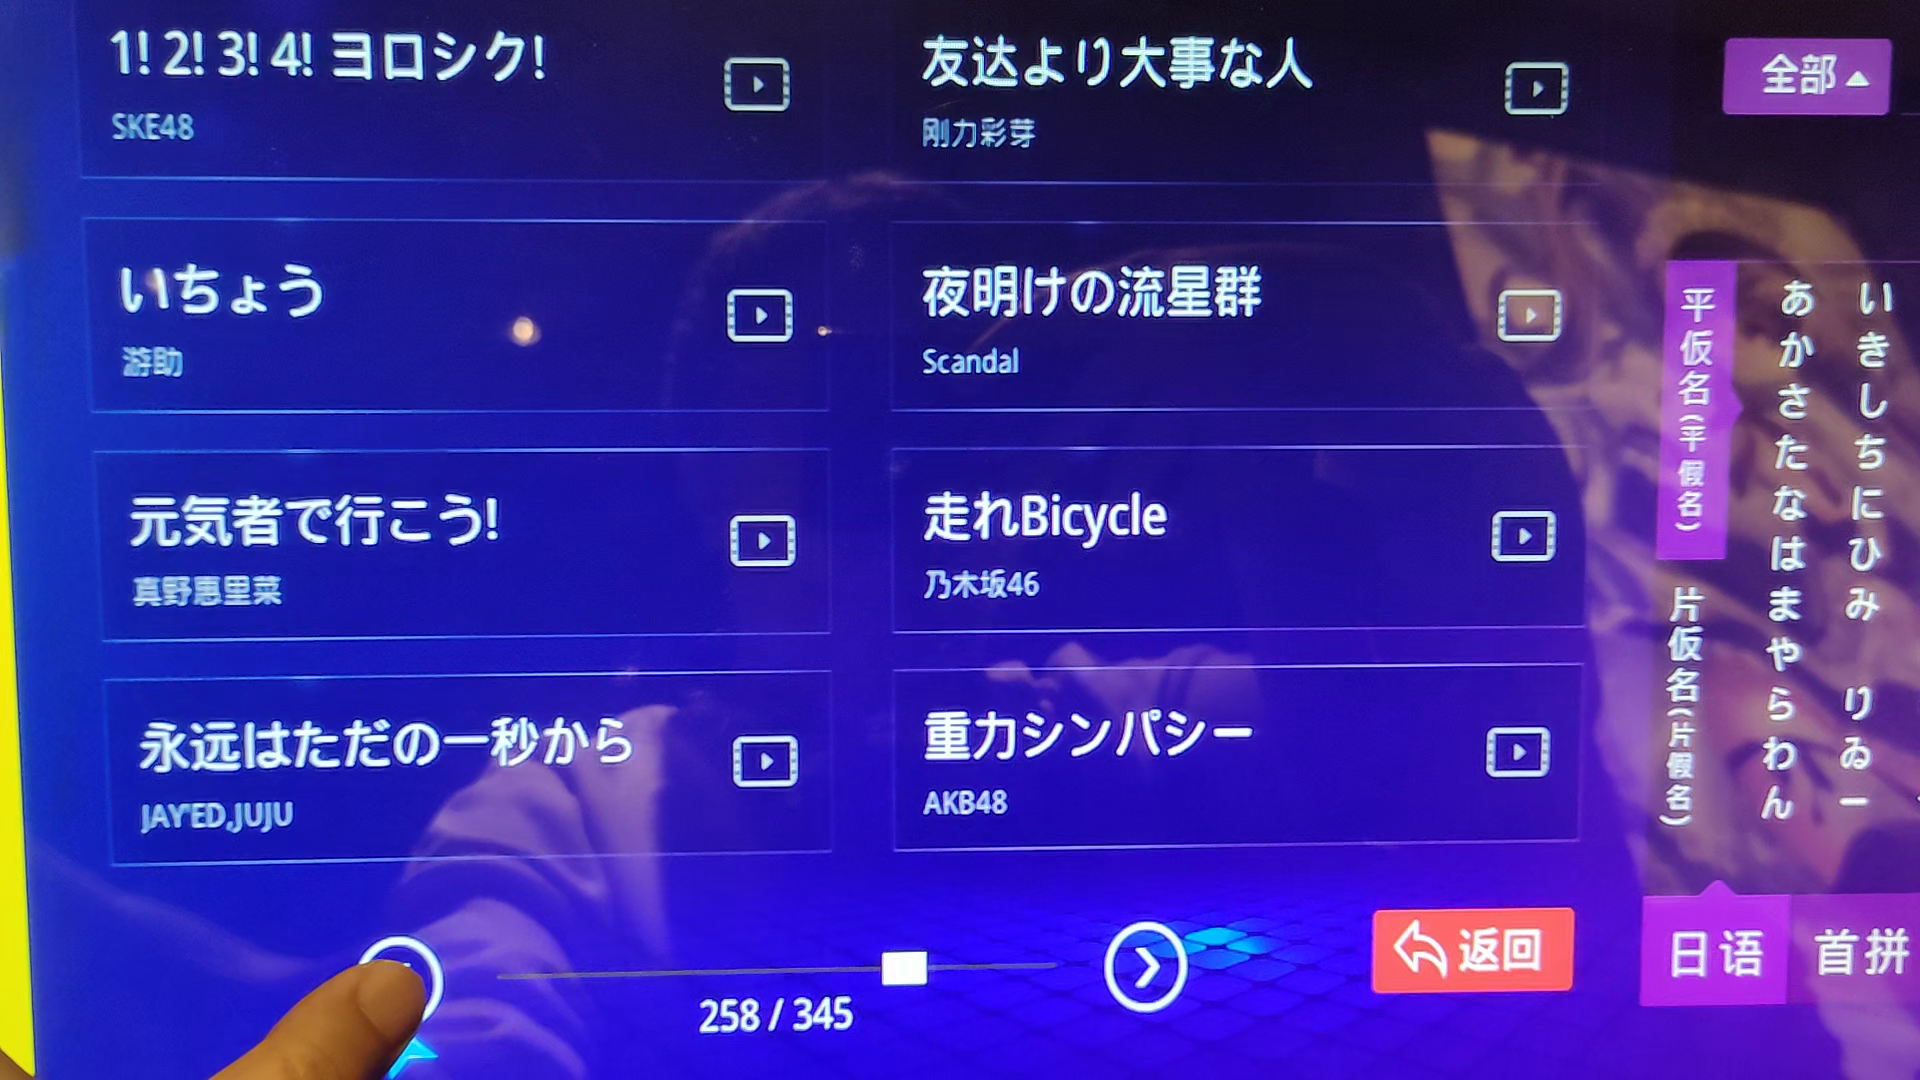 1! 2! 3! 4! ヨロシク!
SKE48
友达より大事な人
刚力彩芽
全部
いちょう
游助
夜明けの流星群
Scandal
元気者で行こう!
真野惠里菜
走れBicycle
乃木坂46
永远はただの一秒から
JAY'ED,JUJU
重力シンパシー
AKB48
平仮名(平假名)
片仮名(片假名)
あかさたなはまやらわん
いきしちにひみ りゐー
258 / 345
返回
日语
首拼